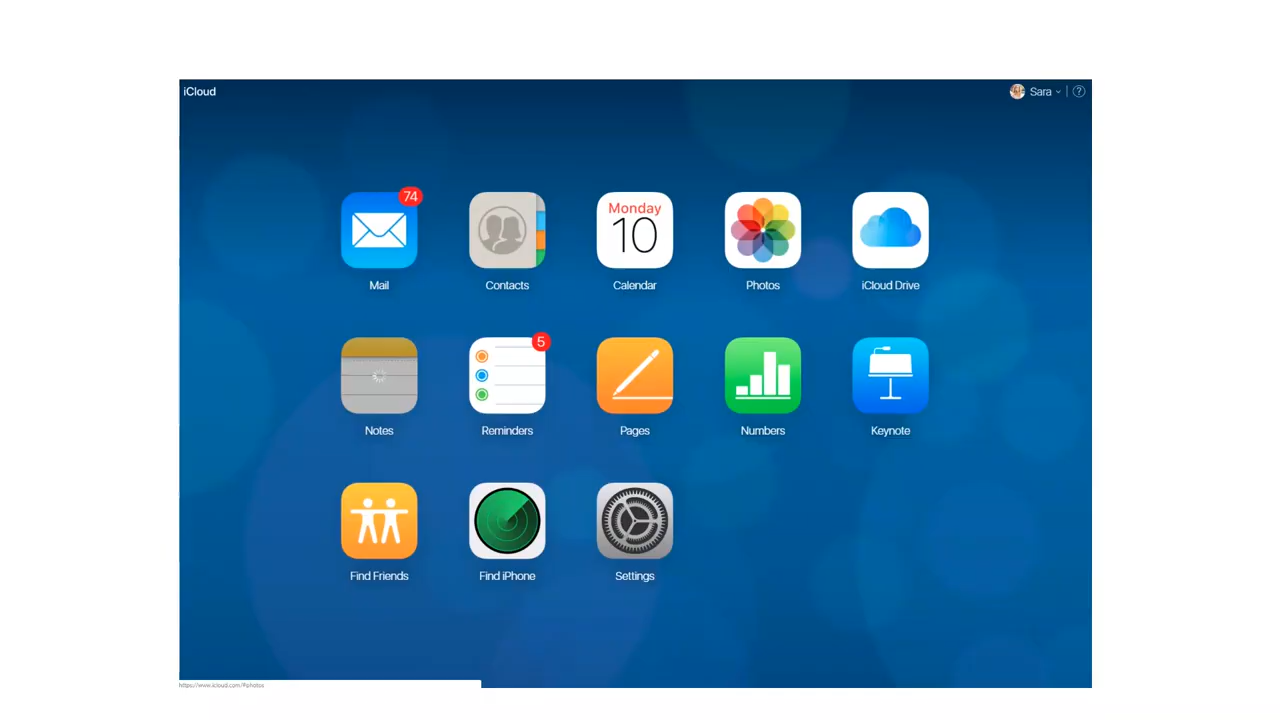 iCloud
Sara
?
74
Monday
10
Mail
Contacts
Calendar
Photos
iCloud Drive
5
Notes
Reminders
Pages
Numbers
Keynote
Find Friends
Find iPhone
Settings
https://www.icloud.com/#photos